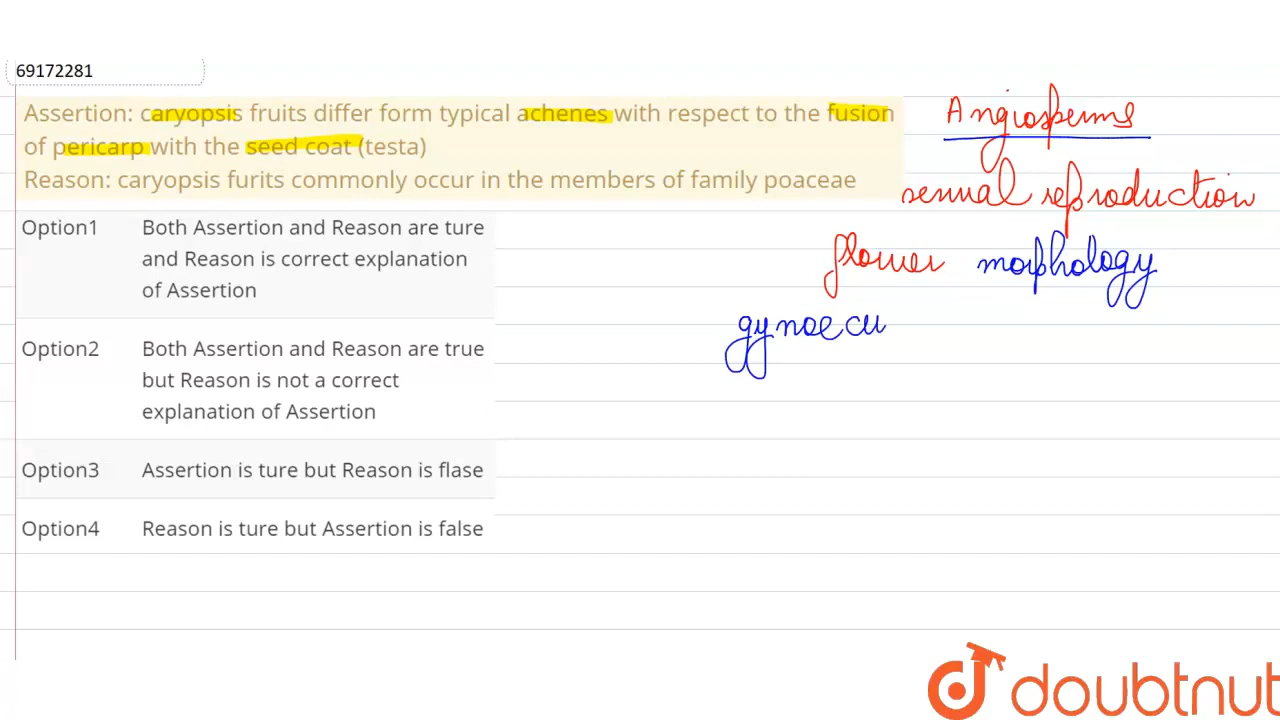 69172281
Assertion: caryopsis fruits differ form typical achenes with respect to the fusion
of pericarp with the seed coat (testa)
Reason: caryopsis furits commonly occur in the members of family poaceae
Option1 Both Assertion and Reason are ture
and Reason is correct explanation
of Assertion
Option2 Both Assertion and Reason are true
but Reason is not a correct
explanation of Assertion
Option3 Assertion is ture but Reason is flase
Option4 Reason is ture but Assertion is false
Angiosperms
sexual reproduction
flower morphology
gynoecu
doubtnut